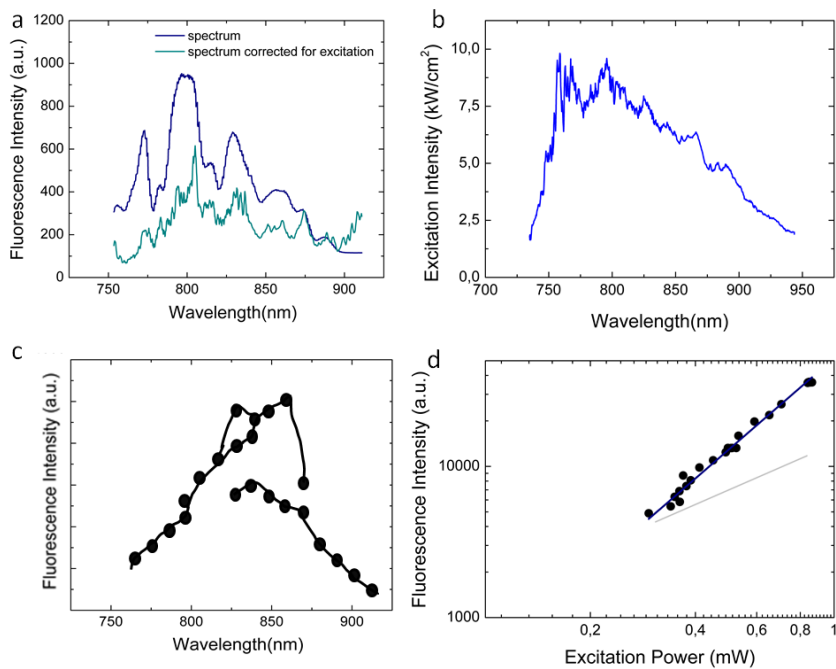 a
1200
1000
800
600
400
200
0
750 800 850 900
Fluorescence Intensity (a.u.)
Wavelength(nm)
spectrum
spectrum corrected for excitation
b
10,0
7,5
5,0
2,5
0,0
700 750 800 850 900 950
Excitation Intensity (kW/cm²)
Wavelength(nm)
c
Fluorescence Intensity (a.u.)
750 800 850 900
Wavelength(nm)
d
Fluorescence Intensity (a.u.)
10000
1000
0,2 0,4 0,6 0,8 1
Excitation Power (mW)